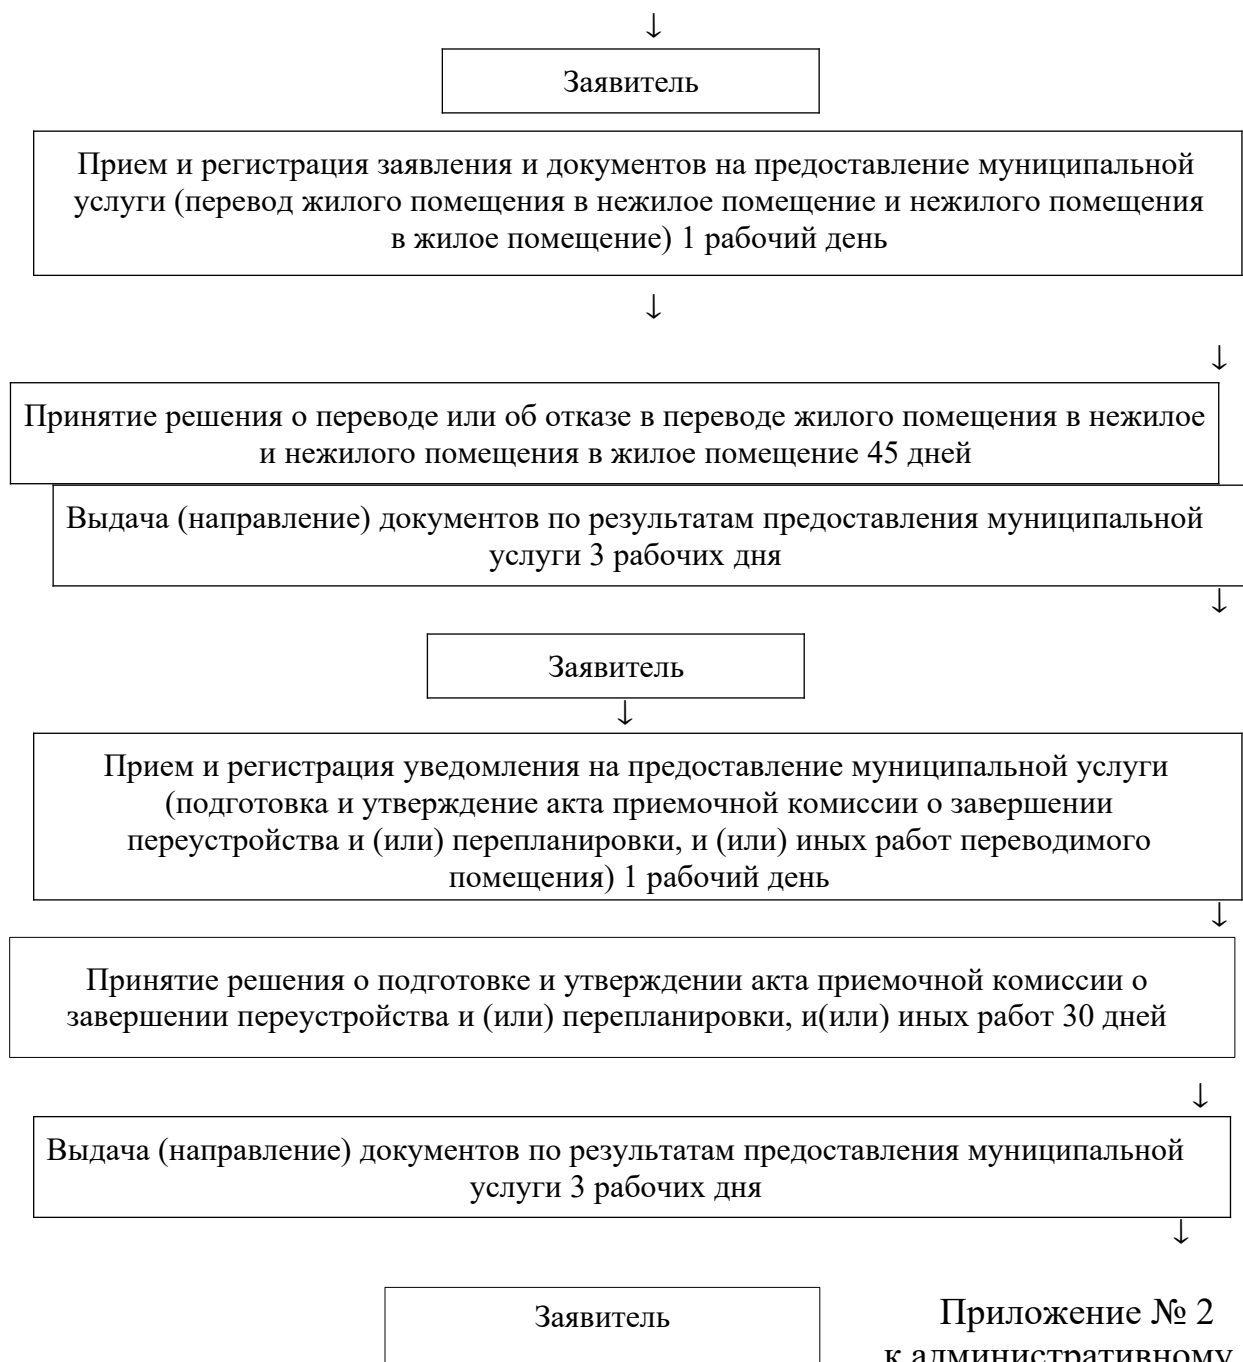 ↓
Заявитель
Прием и регистрация заявления и документов на предоставление муниципальной
услуги (перевод жилого помещения в нежилое помещение и нежилого помещения
в жилое помещение) 1 рабочий день
↓
↓
Принятие решения о переводе или об отказе в переводе жилого помещения в нежилое
и нежилого помещения в жилое помещение 45 дней
Выдача (направление) документов по результатам предоставления муниципальной
услуги 3 рабочих дня
↓
Заявитель
↓
Прием и регистрация уведомления на предоставление муниципальной услуги
(подготовка и утверждение акта приемочной комиссии о завершении
переустройства и (или) перепланировки, и (или) иных работ переводимого
помещения) 1 рабочий день
↓
Принятие решения о подготовке и утверждении акта приемочной комиссии о
завершении переустройства и (или) перепланировки, и(или) иных работ 30 дней
↓
Выдача (направление) документов по результатам предоставления муниципальной
услуги 3 рабочих дня
↓
Заявитель
Приложение № 2
к административному